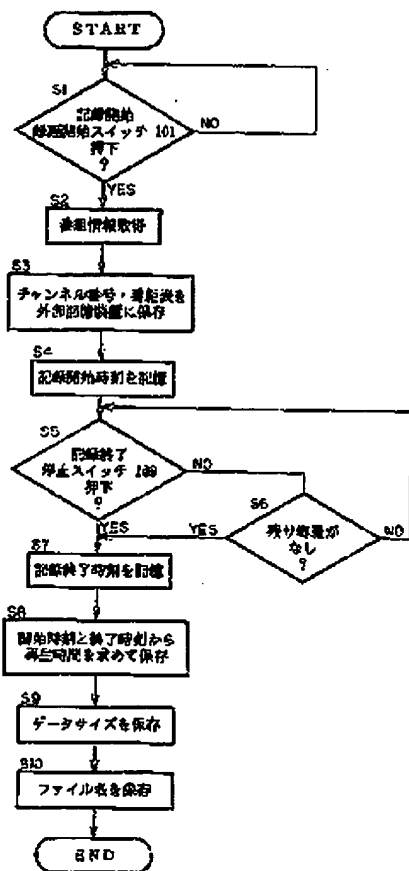 START
S1
記録開始
録画開始スイッチ 101
押下
?
NO
YES
S2
番組情報取得
S3
チャンネル番号・番組表を
外部記憶装置に保存
S4
記録開始時刻を記憶
S5
記録終了
停止スイッチ
押下
?
NO
YES
S6
残り容量が
なし
?
YES
NO
S7
記録終了時刻を記憶
S8
開始時刻と終了時刻から
再生時間を求めて保存
S9
データサイズを保存
S10
ファイル名を保存
END